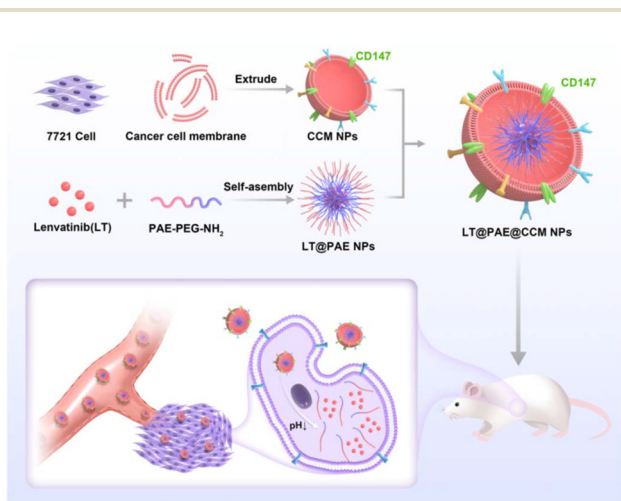 CD147
Extrude
CD147
7721 Cell
Cancer cell membrane
CCM NPs
Self-asembly
Lenvatinib(LT)
PAE-PEG-NH₂
LT@PAE NPs
LT@PAE@CCM NPs
pH↓